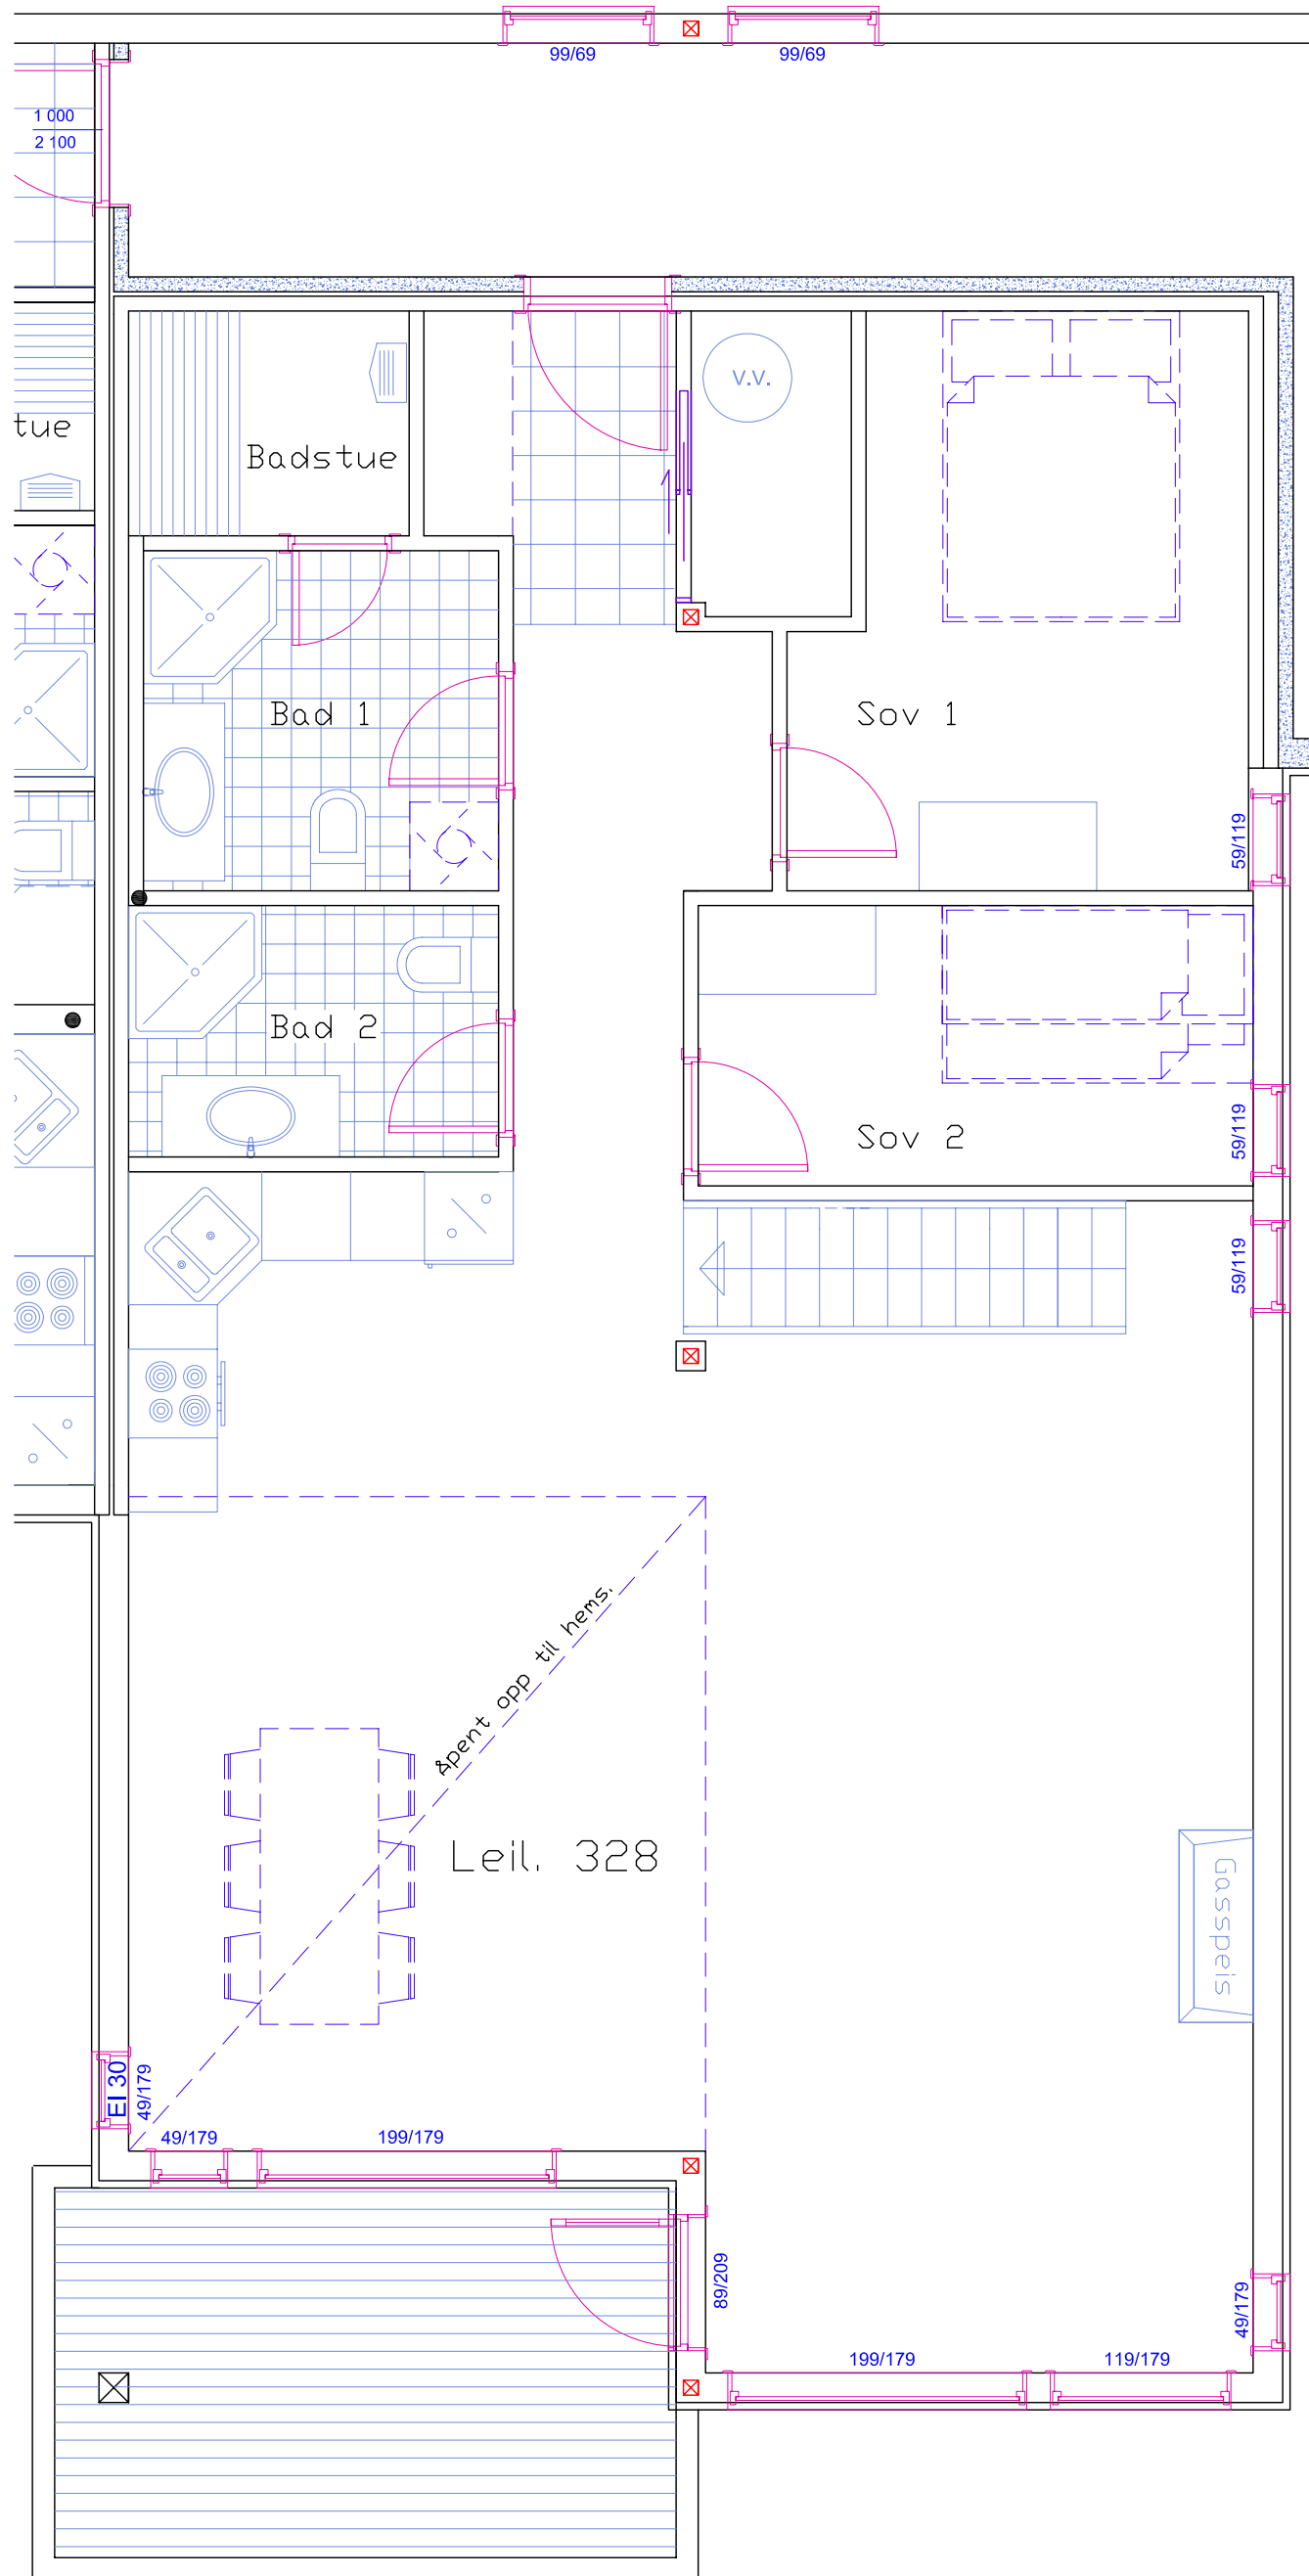 99/69
99/69
1 000
2 100
V.V.
tue
Badstue
Bad 1
Sov 1
59/119
Bad 2
Sov 2
59/119
59/119
Åpent opp til hems.
Leil. 328
Gasspeis
EI 30
49/179
49/179
199/179
89/209
49/179
199/179
119/179